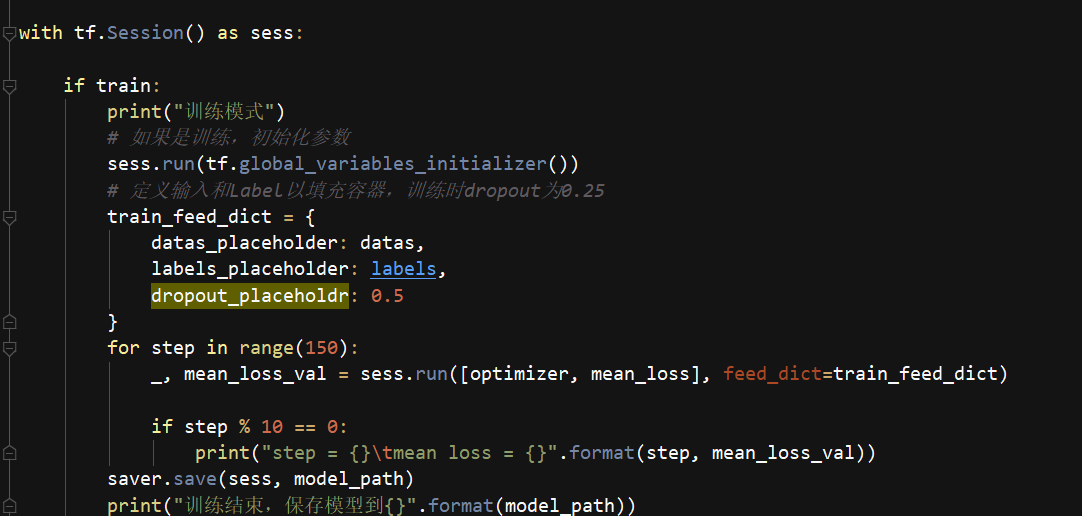 with tf.Session() as sess:
if train:
print("训练模式")
# 如果是训练，初始化参数
sess.run(tf.global_variables_initializer())
# 定义输入和Label以填充容器，训练时dropout为0.25
train_feed_dict = {
datas_placeholder: datas,
labels_placeholder: labels,
dropout_placeholdr: 0.5
}
for step in range(150):
_, mean_loss_val = sess.run([optimizer, mean_loss], feed_dict=train_feed_dict)
if step % 10 == 0:
print("step = {}\tmean loss = {}".format(step, mean_loss_val))
saver.save(sess, model_path)
print("训练结束，保存模型到{}".format(model_path))